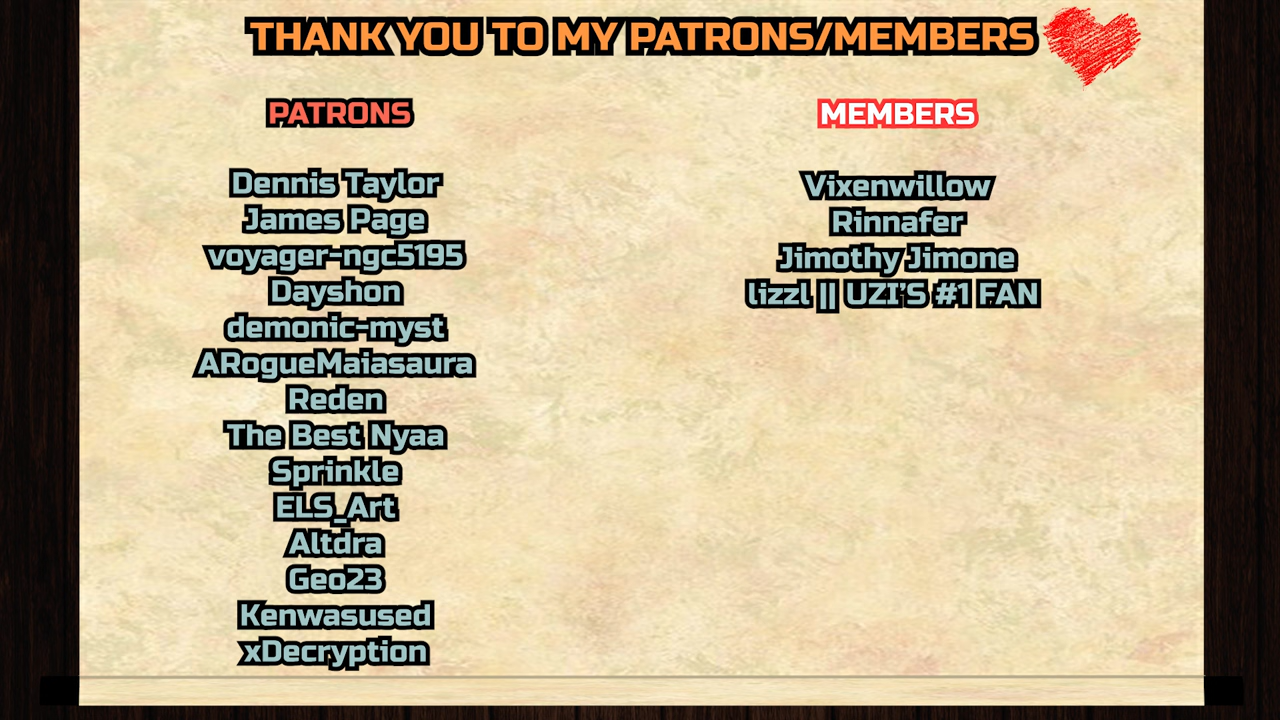 THANK YOU TO MY PATRONS/MEMBERS
PATRONS
Dennis Taylor
James Page
voyager-ngc5195
Dayshon
demonic-myst
ARogueMaiasaura
Reden
The Best Nyaa
Sprinkle
ELS_Art
Altdra
Geo23
Kenwasused
xDecryption
MEMBERS
Vixenwillow
Rinnafer
Jimothy Jimone
lizzl || UZI'S #1 FAN